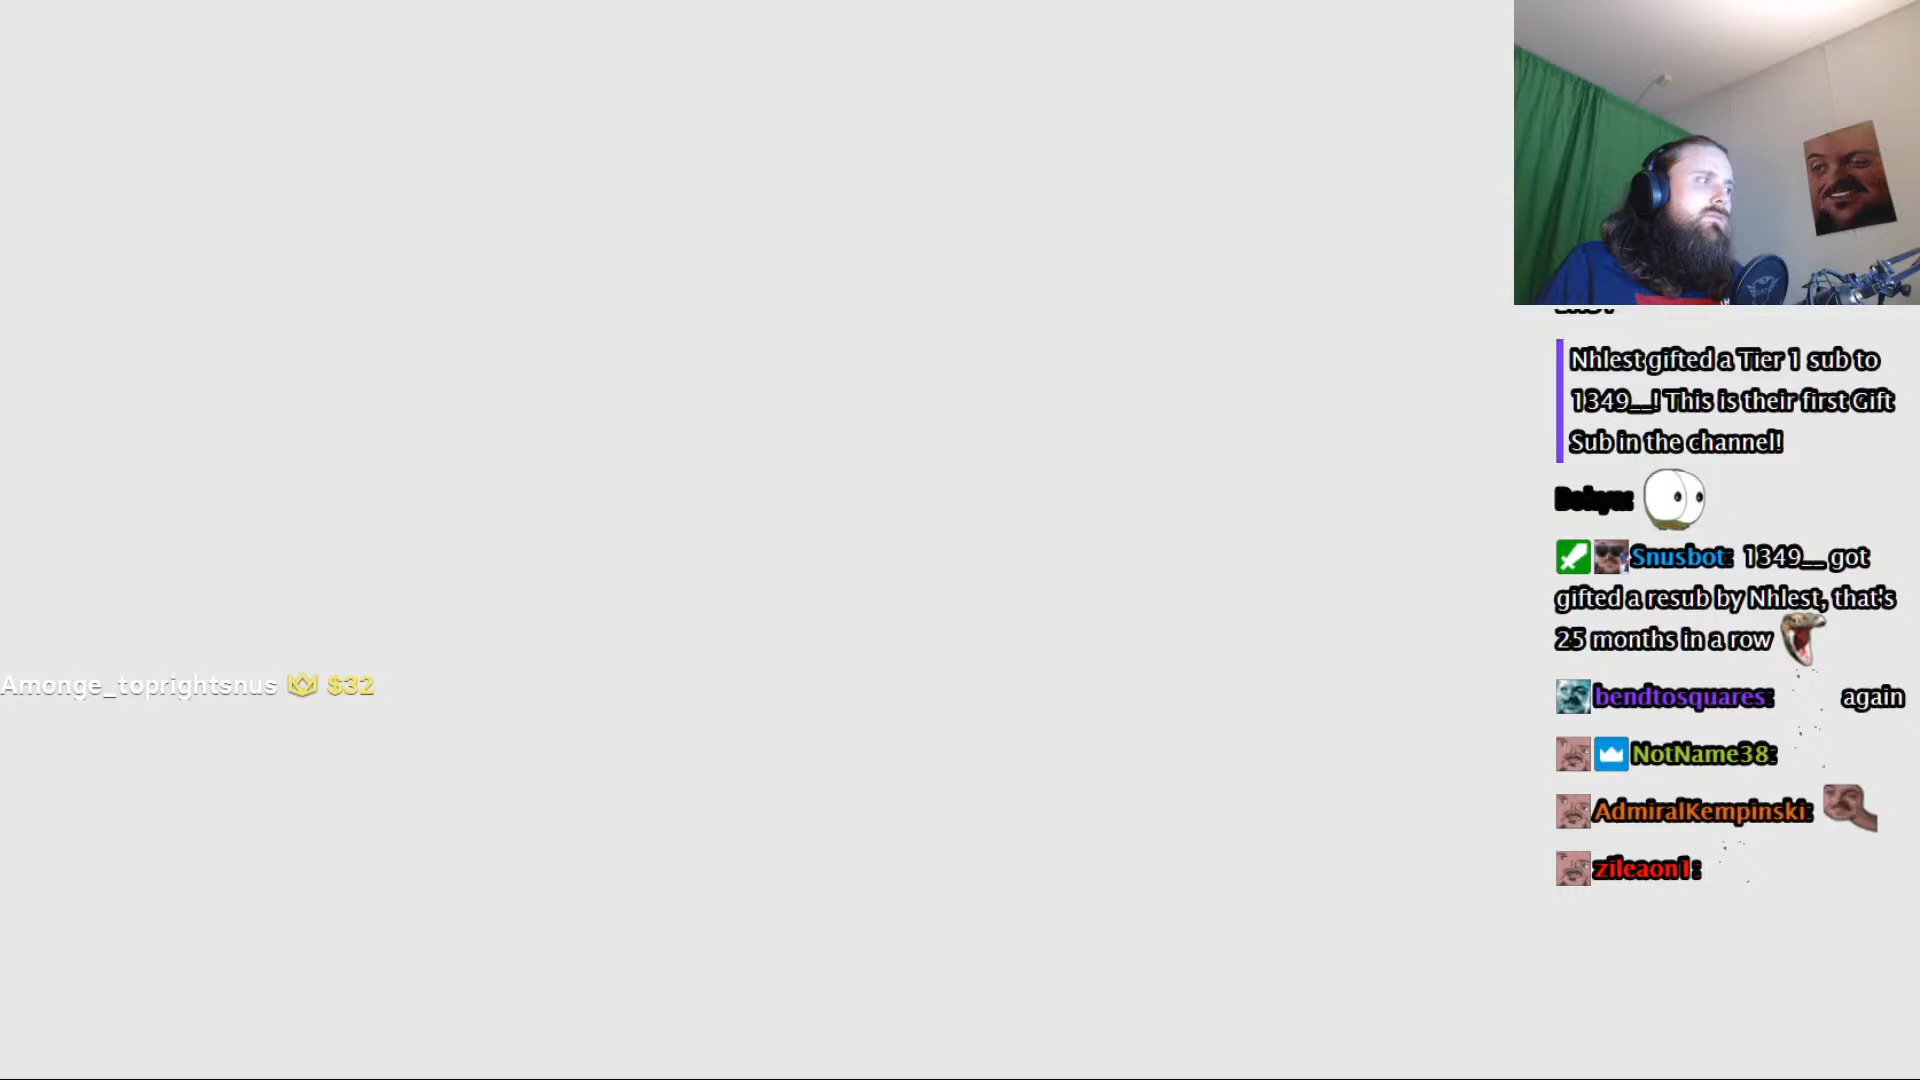 Nhlest gifted a Tier 1 sub to
1349__! This is their first Gift
Sub in the channel!
Snusbot: 1349__ got
gifted a resub by Nhlest, that's
25 months in a row
Amonge_toprightsnus $32
bendtosquares: again
NotName38:
AdmiralKempinski:
zileaon1: